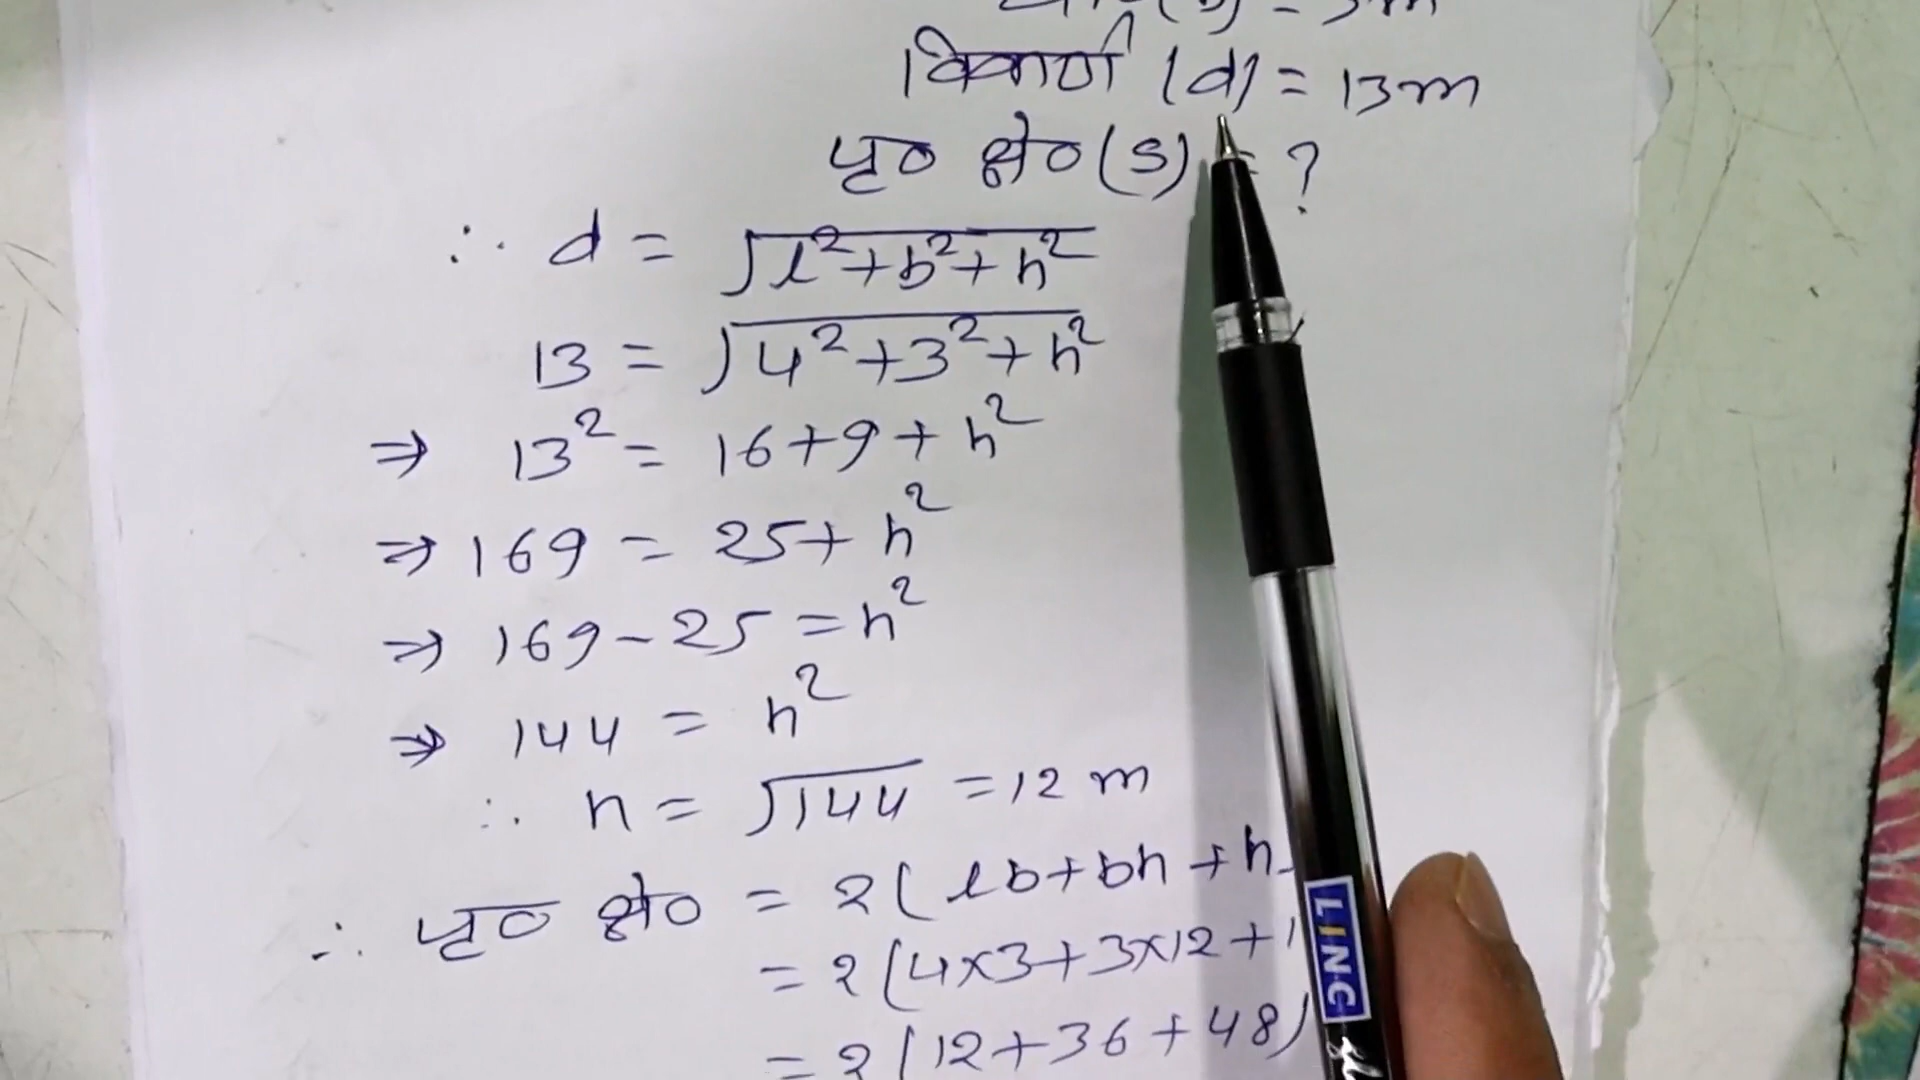 (b) = 3m
विकर्ण (d) = 13m
पृ० क्षे० (S) = ?
∴ d = √l²+b²+h²
13 = √4²+3²+h²
⇒ 13² = 16+9+h²
⇒ 169 = 25+h²
⇒ 169-25 = h²
⇒ 144 = h²
∴ h = √144 = 12 m
∴ पृ० क्षे० = 2(lb+bh+h
= 2(4×3+3×12+1
= 2(12+36+48)
LINC